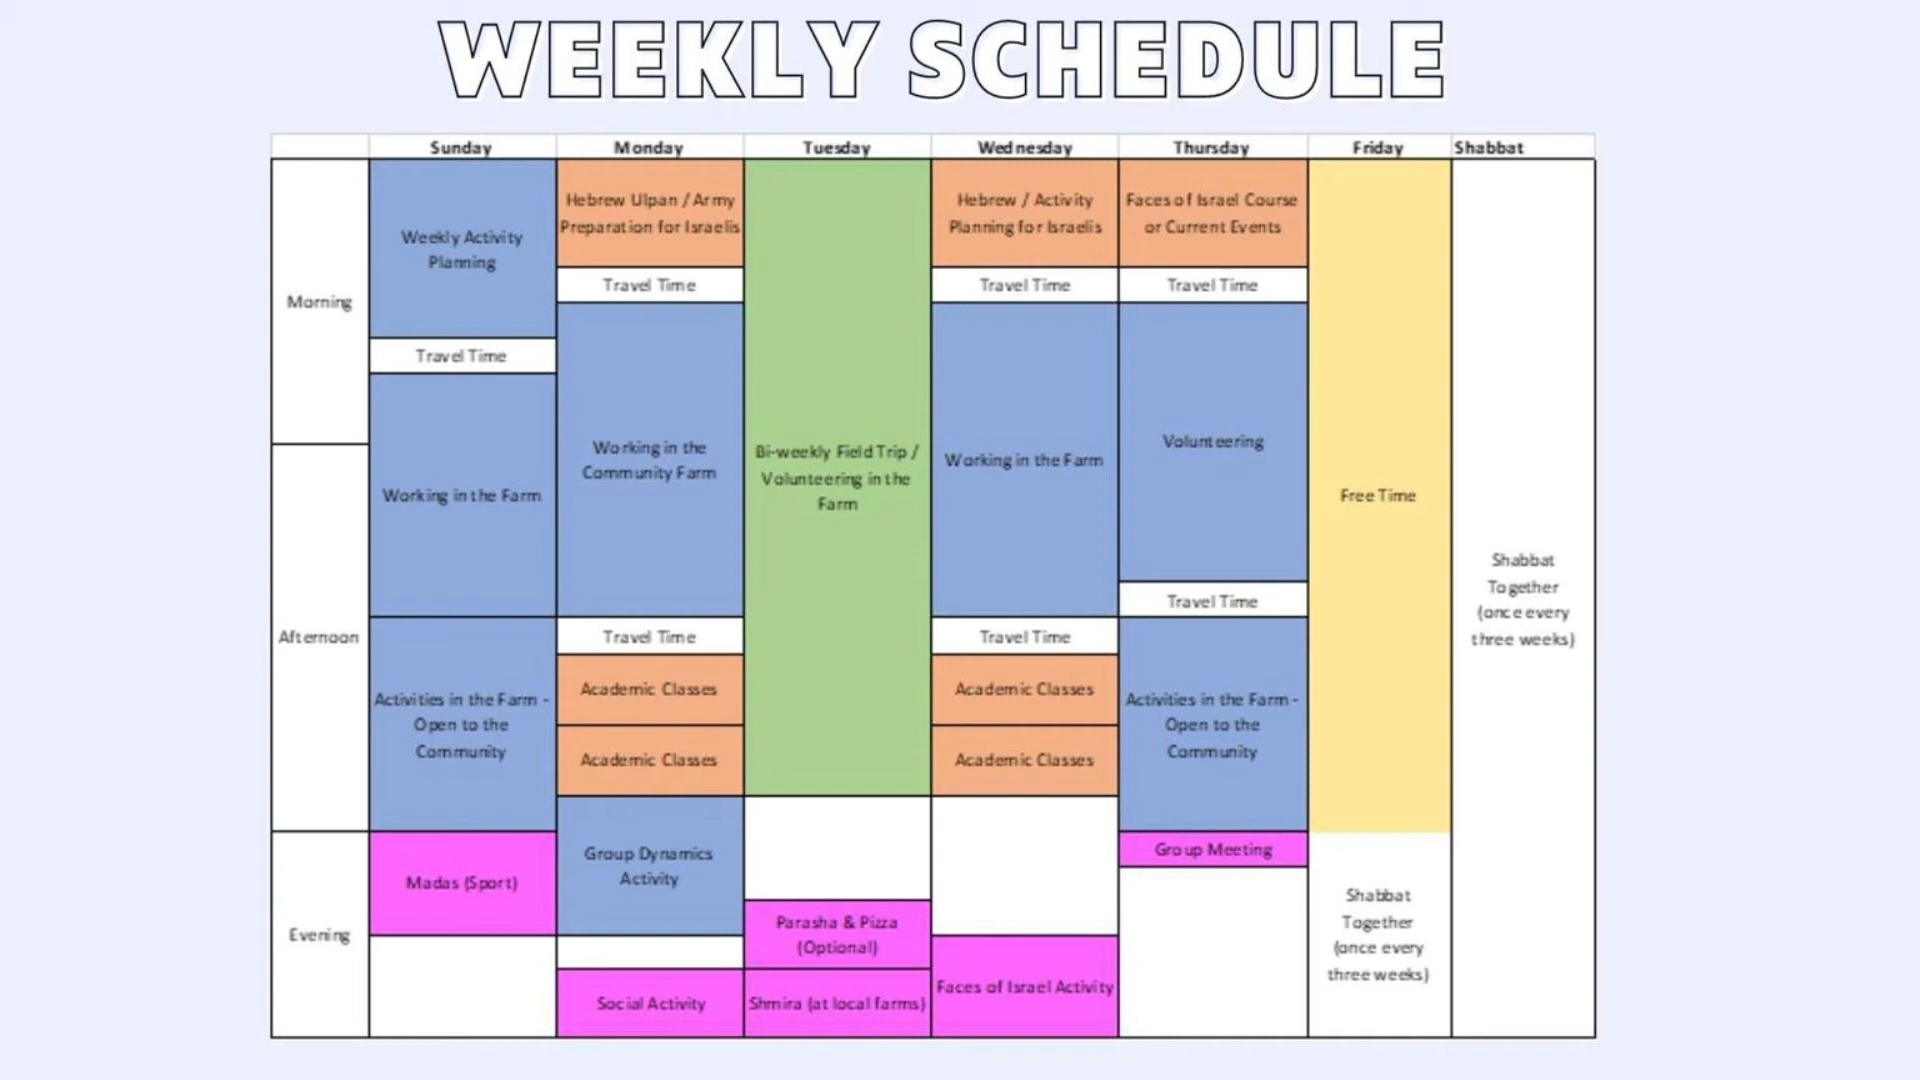 WEEKLY SCHEDULE
Sunday
Monday
Tuesday
Wednesday
Thursday
Friday
Shabbat
Morning
Afternoon
Evening
Weekly Activity
Planning
Travel Time
Working in the Farm
Activities in the Farm -
Open to the
Community
Madas (Sport)
Hebrew Ulpan / Army
Preparation for Israelis
Travel Time
Working in the
Community Farm
Travel Time
Academic Classes
Academic Classes
Group Dynamics
Activity
Social Activity
Bi-weekly Field Trip /
Volunteering in the
Farm
Parasha & Pizza
(Optional)
Shmira (at local farms)
Hebrew / Activity
Planning for Israelis
Travel Time
Working in the Farm
Travel Time
Academic Classes
Academic Classes
Faces of Israel Activity
Faces of Israel Course
or Current Events
Travel Time
Volunteering
Travel Time
Activities in the Farm -
Open to the
Community
Group Meeting
Free Time
Shabbat
Together
(once every
three weeks)
Shabbat
Together
(once every
three weeks)